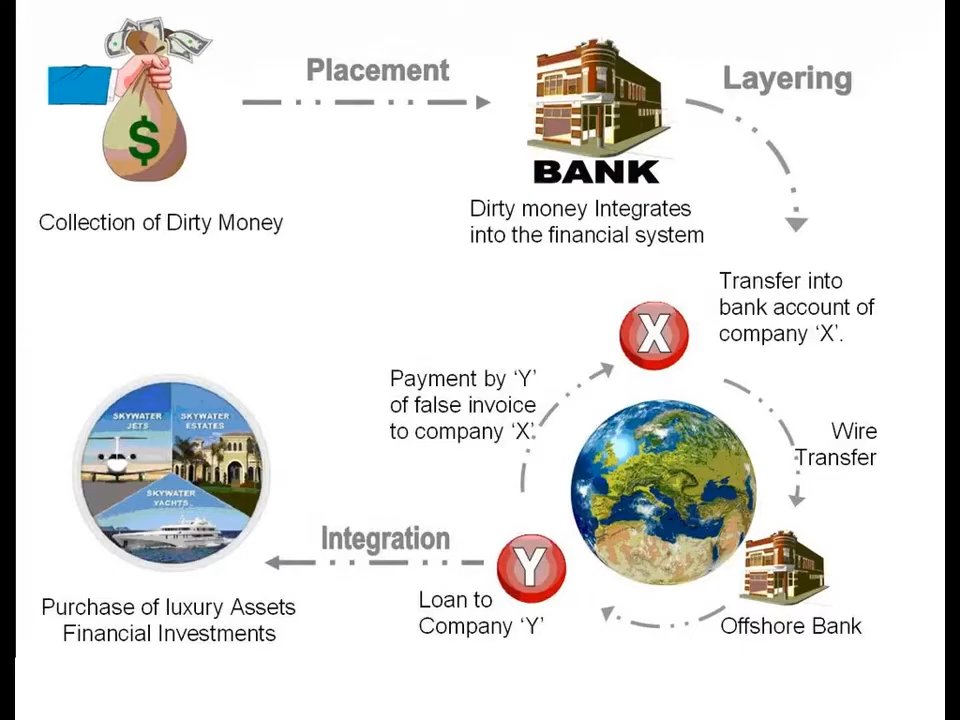 Placement
Layering
$
BANK
Collection of Dirty Money
Dirty money Integrates
into the financial system
Transfer into
bank account of
company ‘X’.
X
Payment by ‘Y’
of false invoice
to company ‘X’.
Wire
Transfer
SKYWATER
JETS
SKYWATER
ESTATES
SKYWATER
YACHTS
Integration
Y
Purchase of luxury Assets
Financial Investments
Loan to
Company ‘Y’
Offshore Bank